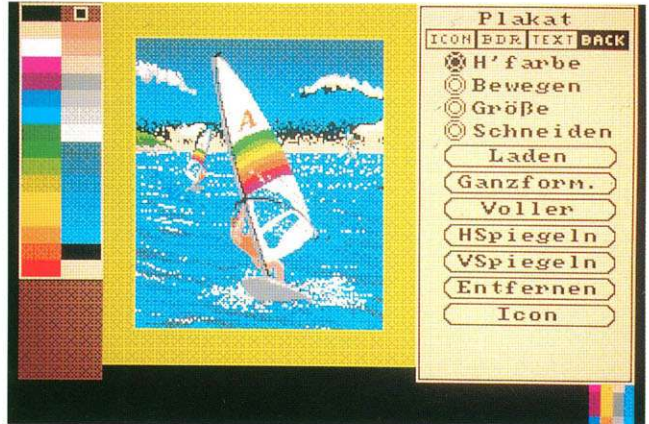 Plakat
ICON BDR TEXT BACK
H'farbe
Bewegen
Größe
Schneiden
Laden
Ganzform.
Voller
HSpiegeln
VSpiegeln
Entfernen
Icon
A